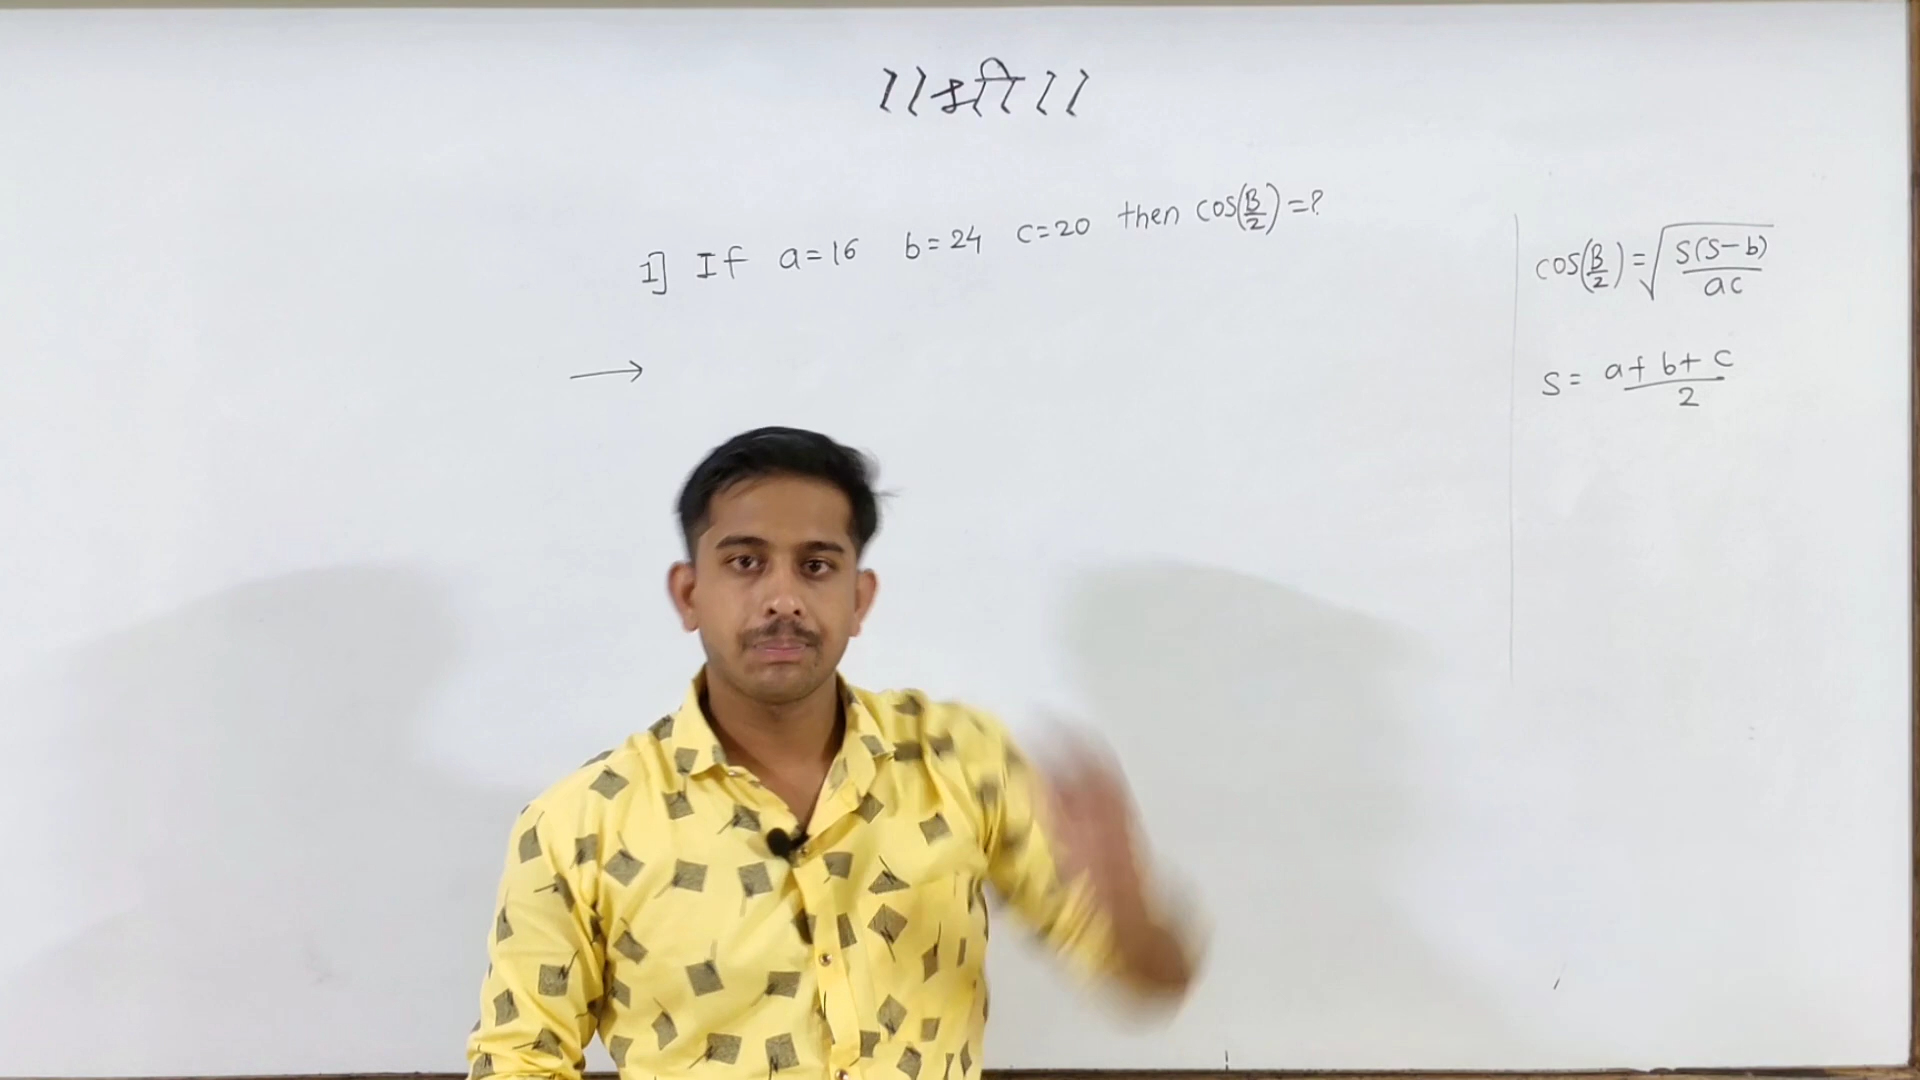 ।।श्री।।
1] If a=16 b=24 c=20 then cos(B/2)=?
→
cos(B/2)=√(s(s-b)/ac)
s= a+b+c/2